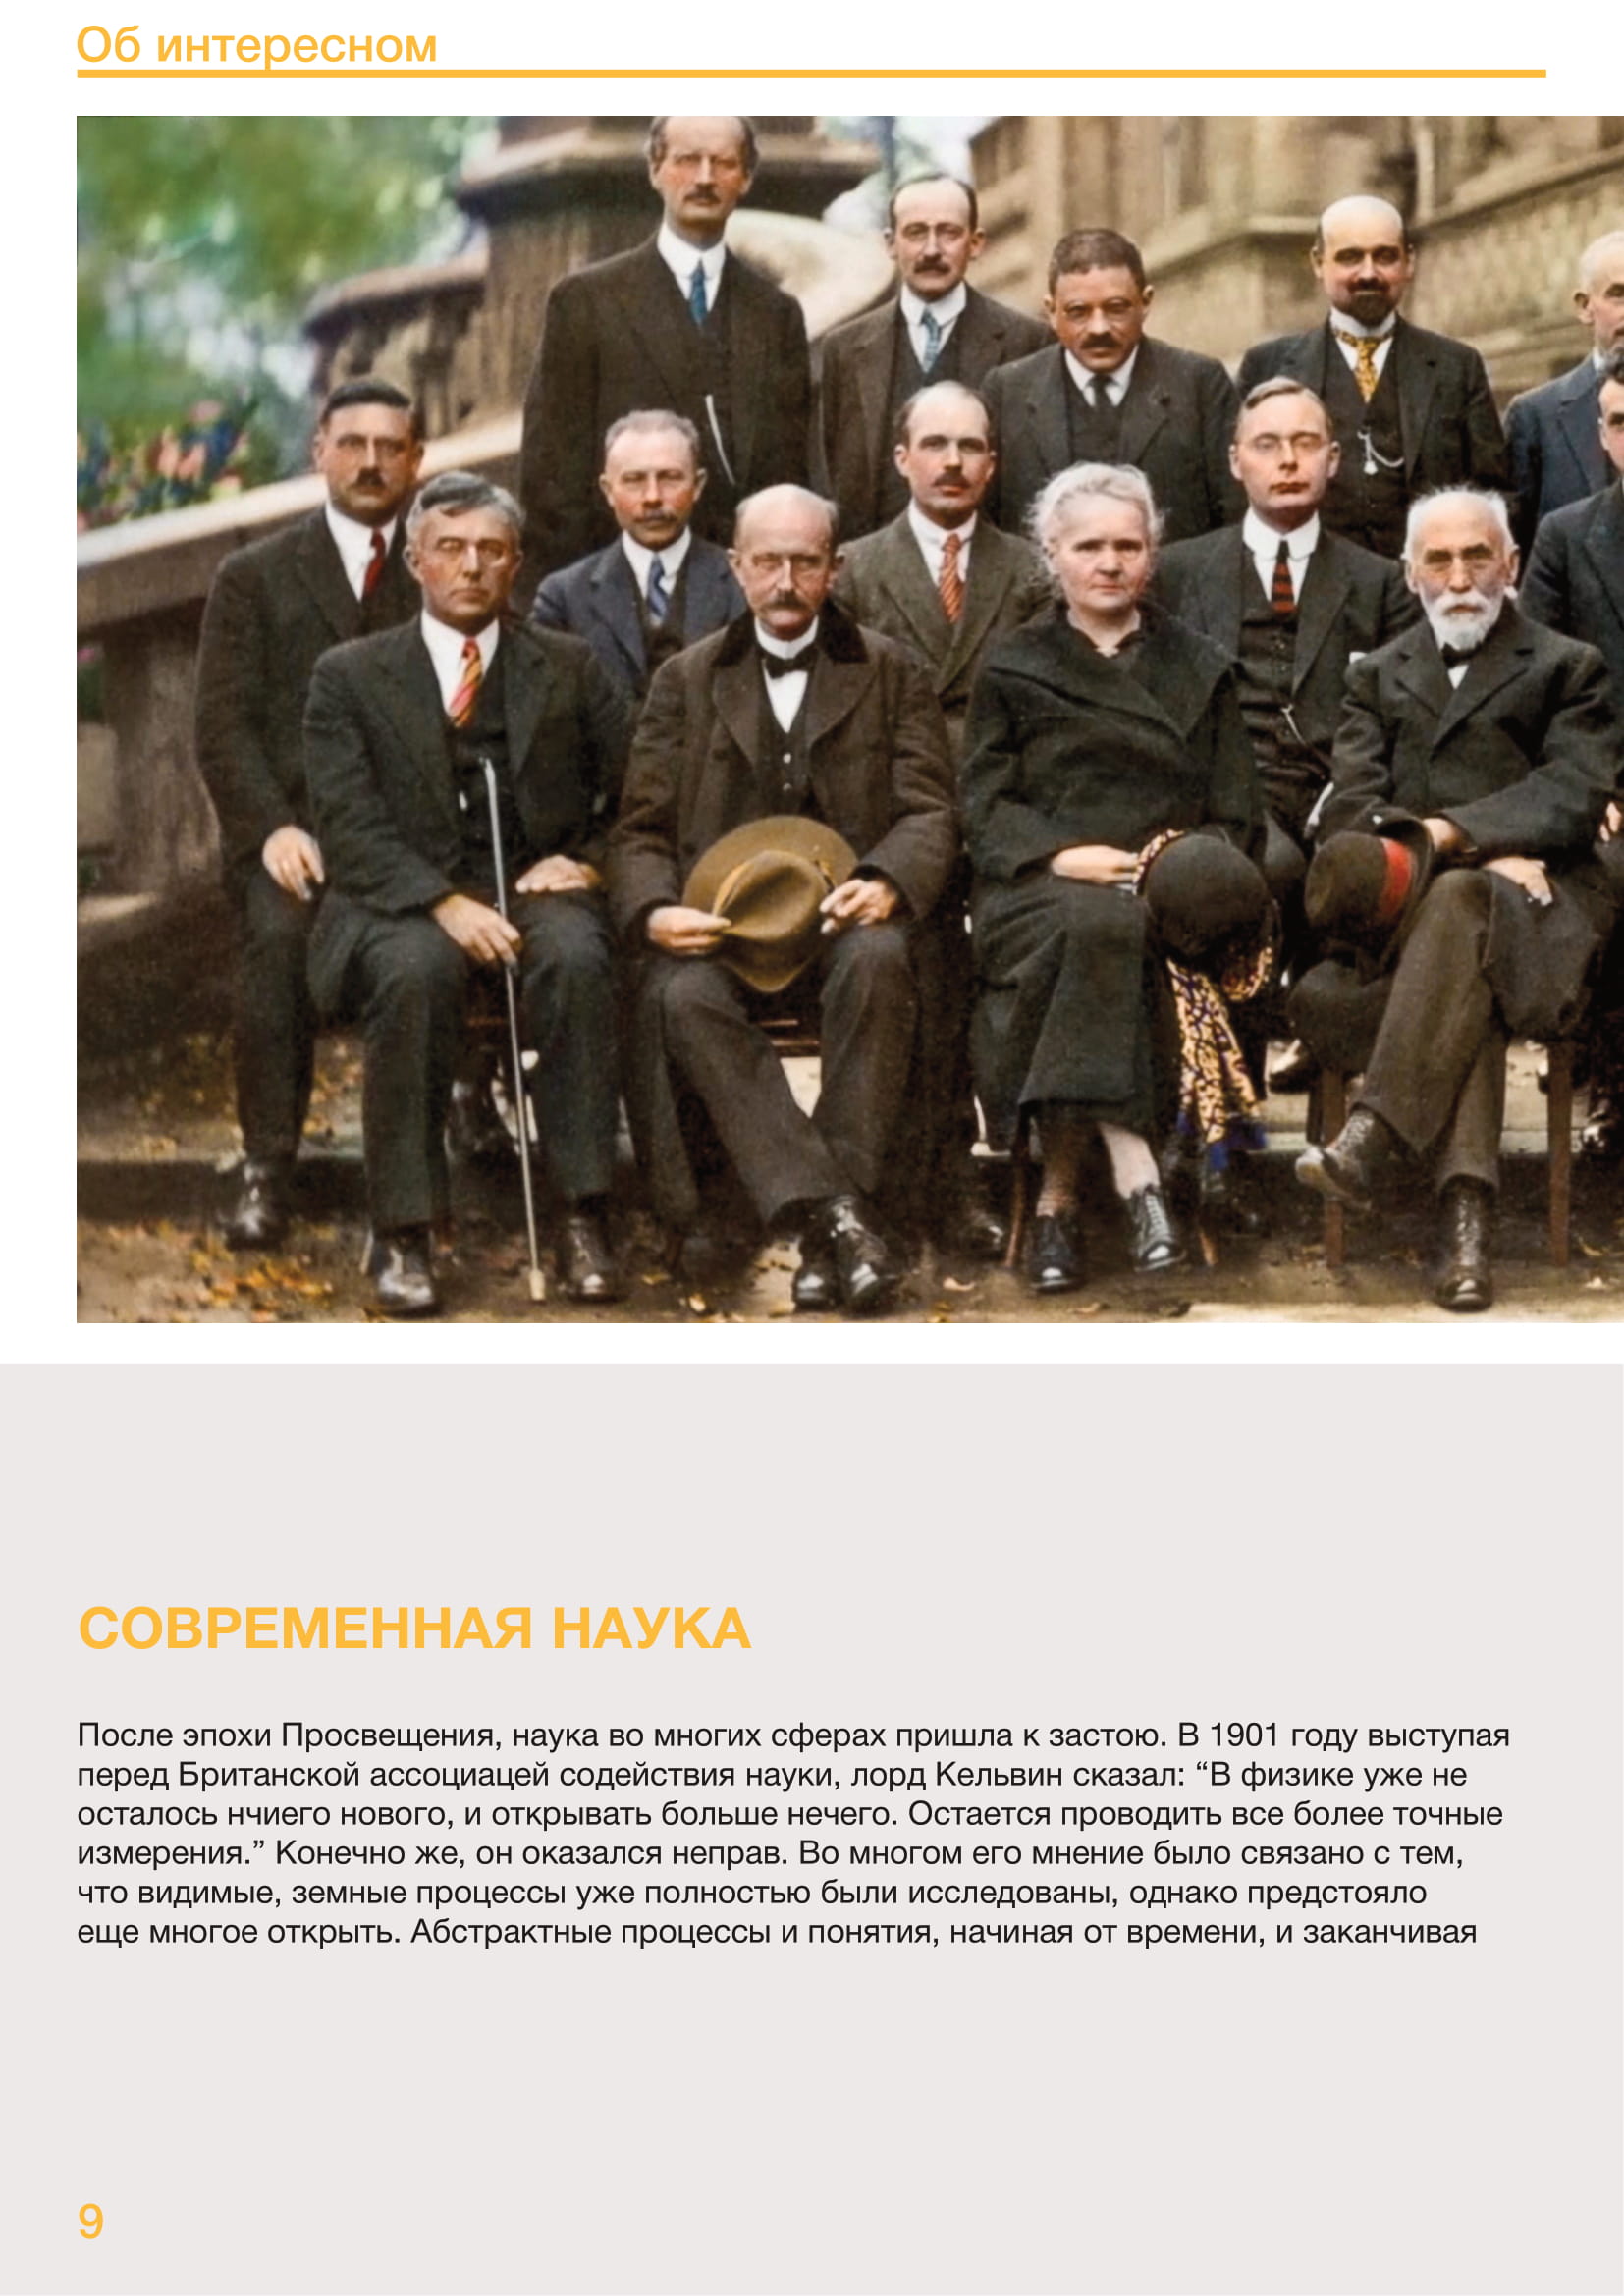 Об интересном
СОВРЕМЕННАЯ НАУКА
После эпохи Просвещения, наука во многих сферах пришла к застою. В 1901 году выступая
перед Британской ассоциацей содействия науки, лорд Кельвин сказал: “В физике уже не
осталось нчиего нового, и открывать больше нечего. Остается проводить все более точные
измерения.” Конечно же, он оказался неправ. Во многом его мнение было связано с тем,
что видимые, земные процессы уже полностью были исследованы, однако предстояло
еще многое открыть. Абстрактные процессы и понятия, начиная от времени, и заканчивая
9